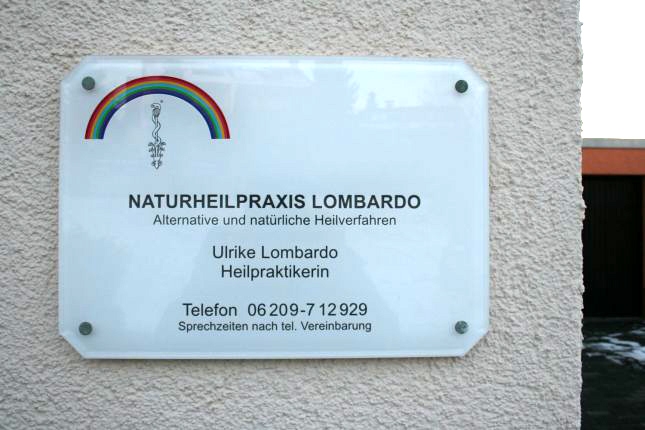 NATURHEILPRAXIS LOMBARDO
Alternative und natürliche Heilverfahren
Ulrike Lombardo
Heilpraktikerin
Telefon 06209-712929
Sprechzeiten nach tel. Vereinbarung